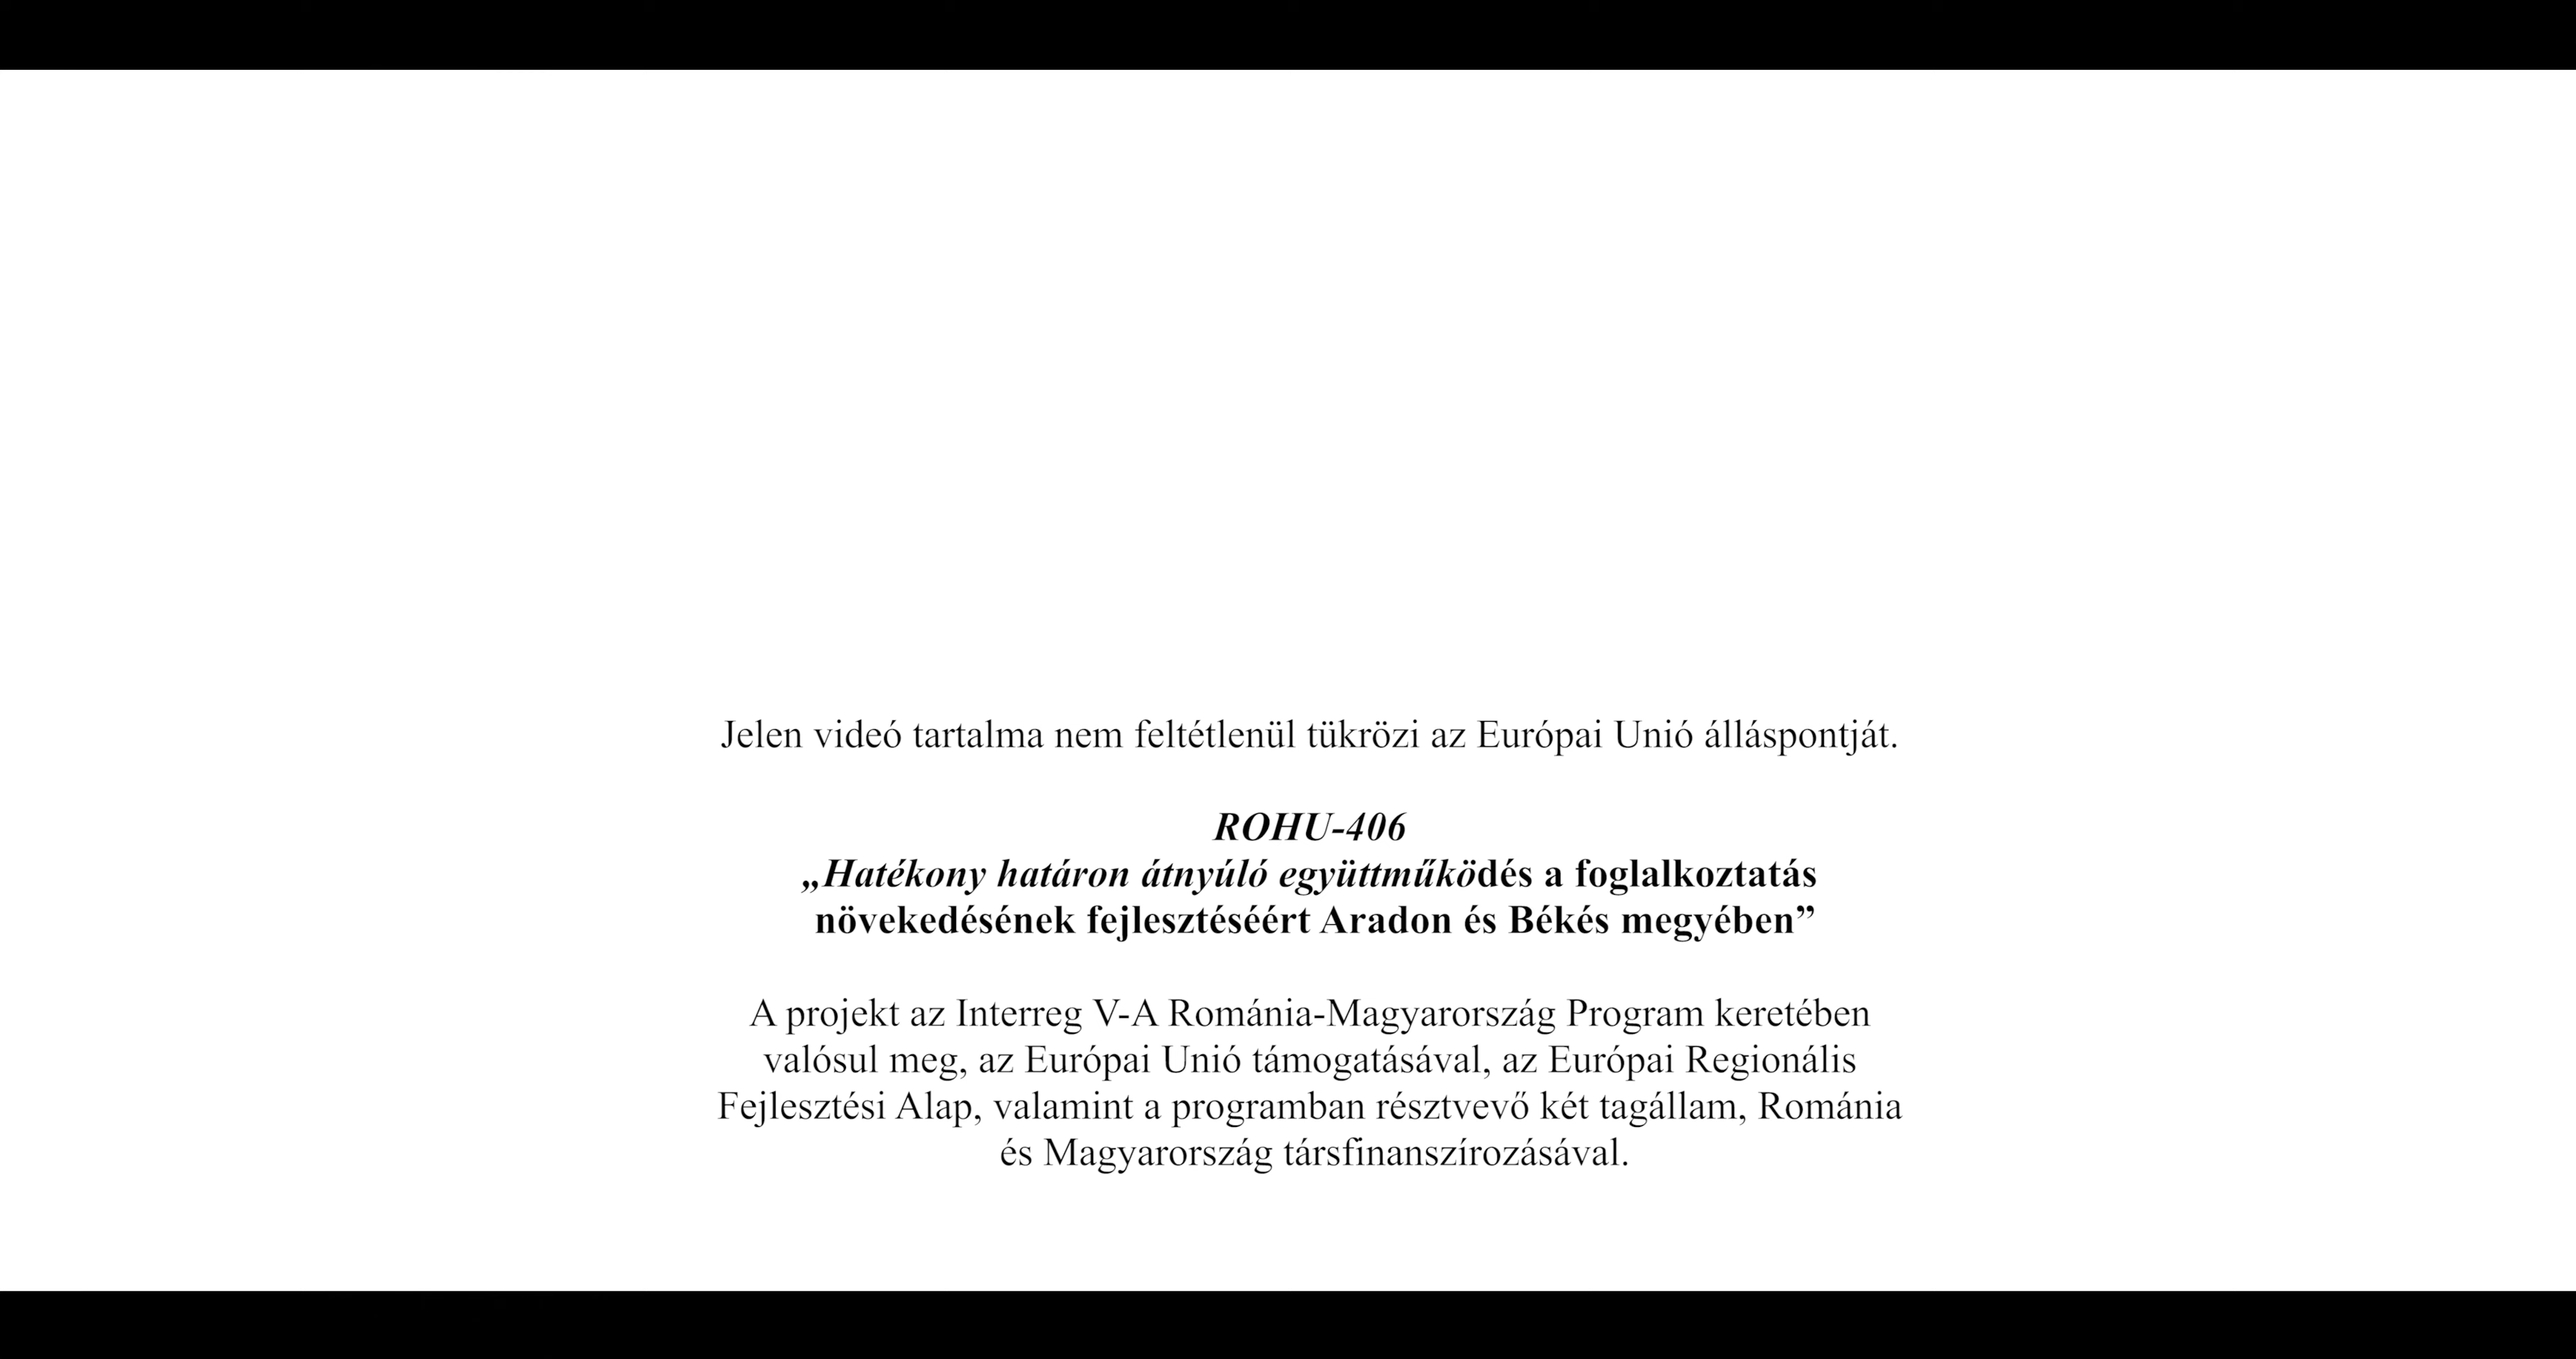 Jelen videó tartalma nem feltétlenül tükrözi az Európai Unió álláspontját.
ROHU-406
„Hatékony határon átnyúló együttműködés a foglalkoztatás
növekedésének fejlesztéséért Aradon és Békés megyében”
A projekt az Interreg V-A Románia-Magyarország Program keretében
valósul meg, az Európai Unió támogatásával, az Európai Regionális
Fejlesztési Alap, valamint a programban résztvevő két tagállam, Románia
és Magyarország társfinanszírozásával.